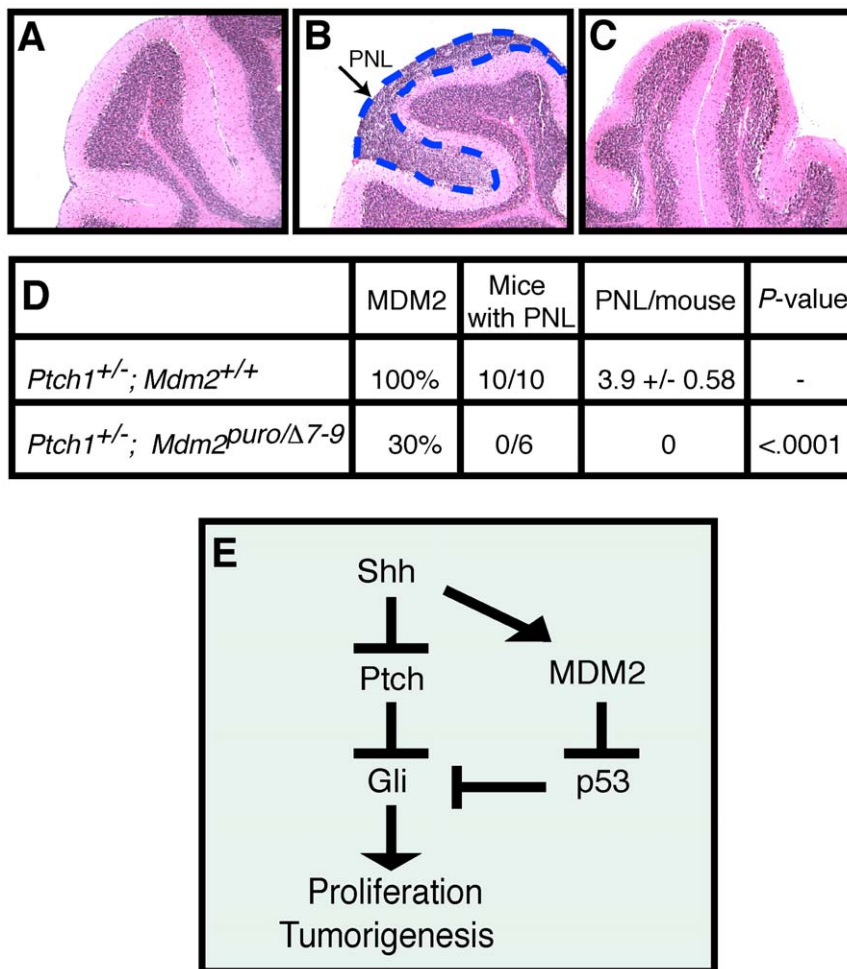 A
B
PNL
C
D
MDM2 Mice with PNL PNL/mouse P-value
Ptch1+/-; Mdm2+/+ 100% 10/10 3.9 +/- 0.58 -
Ptch1+/-; Mdm2puro/Δ7-9 30% 0/6 0 <.0001
E
Shh
Ptch MDM2
Gli p53
Proliferation
Tumorigenesis